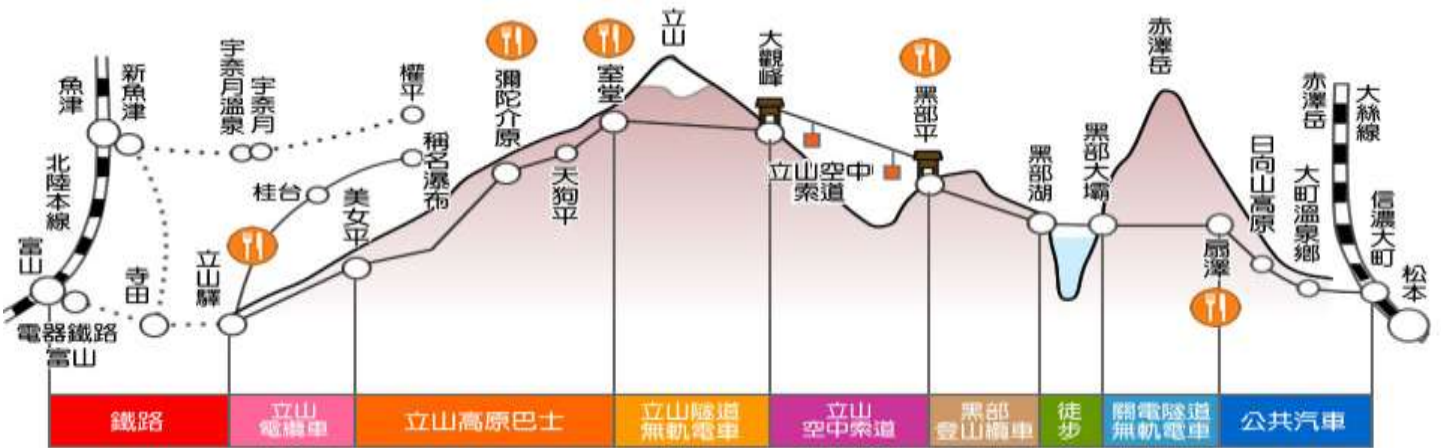 魚津
新魚津
北陸本線
富山
電器鐵路
富山
寺田
宇奈月溫泉
宇奈月
權平
桂台
稱名瀑布
立山驛
美女平
彌陀介原
天狗平
室堂
立山
大觀峰
立山空中
索道
黑部平
黑部湖
黑部大壩
赤澤岳
扇澤
日向山高原
大町溫泉鄉
赤澤岳
大絲線
信濃大町
松本
鐵路
立山
電纜車
立山高原巴士
立山隧道
無軌電車
立山
空中索道
黑部
登山纜車
徒
步
關電隧道
無軌電車
公共汽車